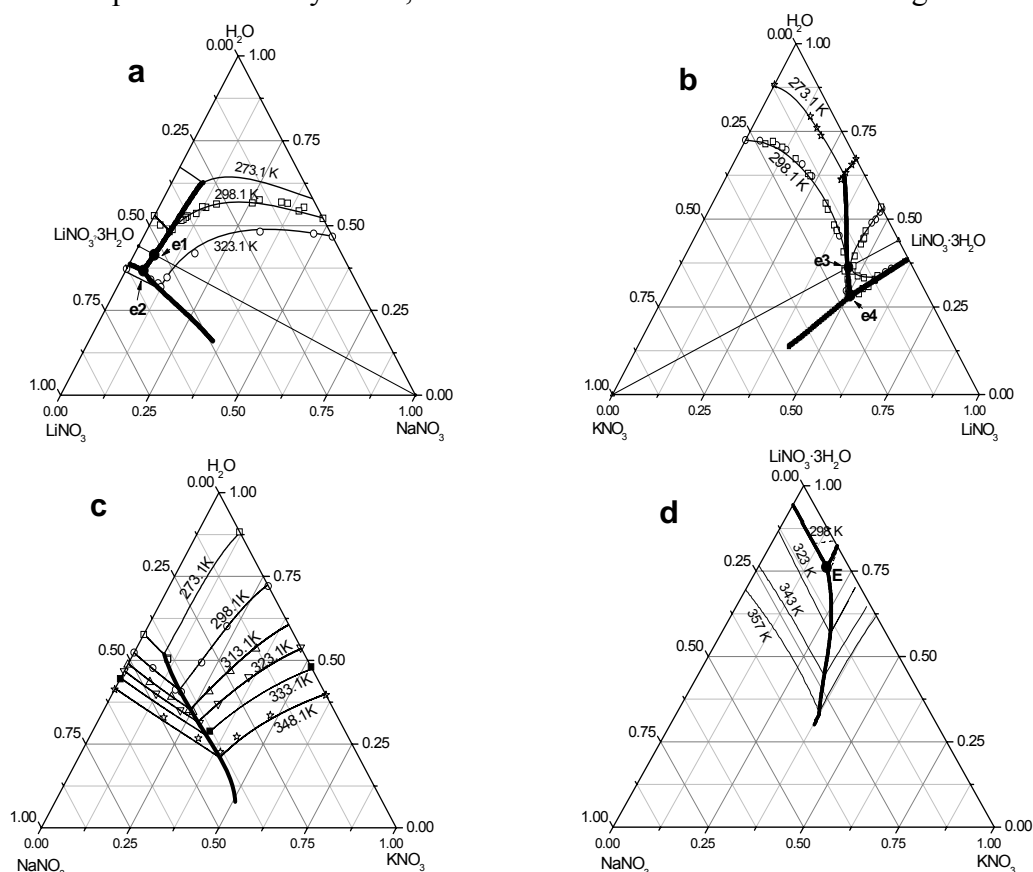 H2O
0.00 1.00
a
0.25 0.75
273.1 K
298.1 K
0.50 0.50
LiNO3·3H2O
323.1 K
e1
0.75 0.25
e2
1.00 0.00
0.00 0.25 0.50 0.75 1.00
LiNO3 NaNO3
H2O
0.00 1.00
b
273.1 K
0.25 0.75
298.1 K
0.50 0.50
LiNO3·3H2O
e3
0.75 0.25
e4
1.00 0.00
0.00 0.25 0.50 0.75 1.00
KNO3 LiNO3
H2O
0.00 1.00
c
273.1K
0.25 0.75
298.1K
0.50 0.50
313.1K
323.1K
333.1K
348.1K
0.75 0.25
1.00 0.00
0.00 0.25 0.50 0.75 1.00
KNO3
LiNO3·3H2O
0.00 1.00
d
298 K
0.25 0.75
E
323 K
343 K
357 K
0.50 0.50
0.75 0.25
1.00 0.00
0.00 0.25 0.50 0.75 1.00
NaNO3 KNO3